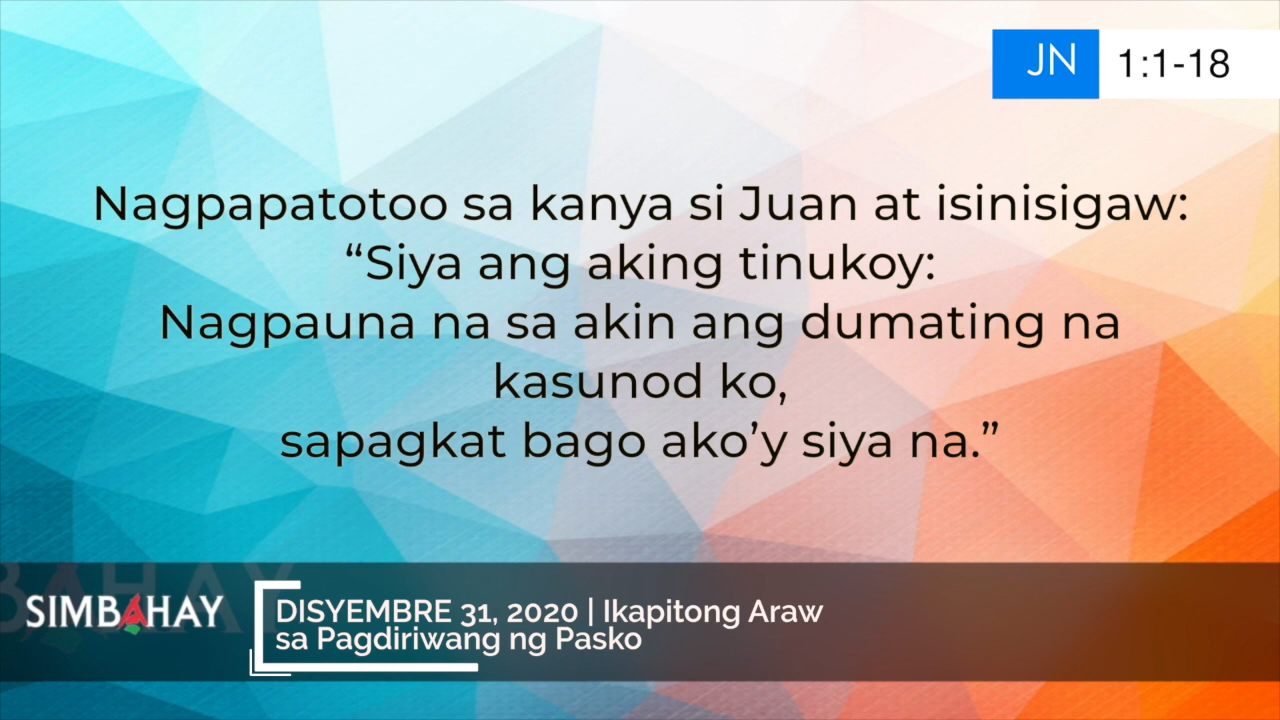 JN 1:1-18
Nagpapatotoo sa kanya si Juan at isinisigaw:
“Siya ang aking tinukoy:
Nagpauna na sa akin ang dumating na
kasunod ko,
sapagkat bago ako’y siya na.”
SIMBAHAY
DISYEMBRE 31, 2020 | Ikapitong Araw
sa Pagdiriwang ng Pasko